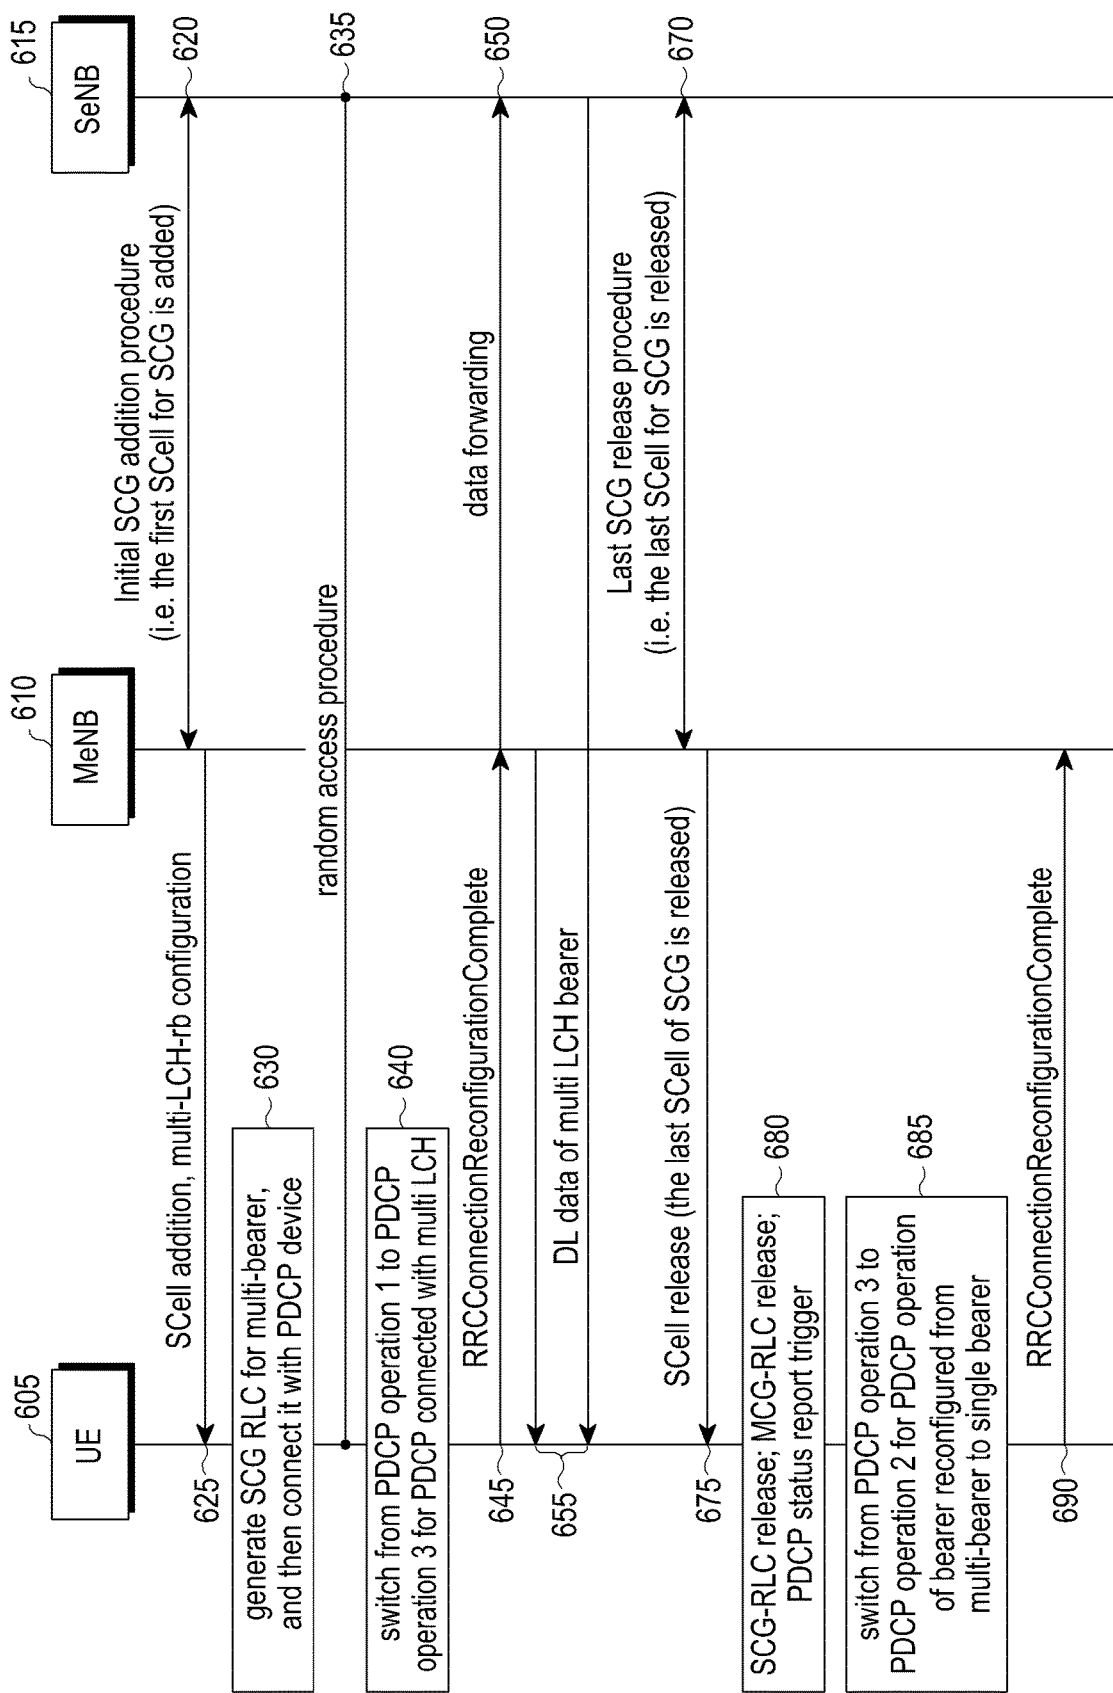 605
UE
610
MeNB
615
SeNB
Initial SCG addition procedure
(i.e. the first SCell for SCG is added)
620
SCell addition, multi-LCH-rb configuration
625
generate SCG RLC for multi-bearer,
and then connect it with PDCP device
630
random access procedure
635
switch from PDCP operation 1 to PDCP
operation 3 for PDCP connected with multi LCH
640
RRCConnectionReconfigurationComplete
645
data forwarding
650
DL data of multi LCH bearer
655
Last SCG release procedure
(i.e. the last SCell for SCG is released)
670
SCell release (the last SCell of SCG is released)
675
SCG-RLC release; MCG-RLC release;
PDCP status report trigger
680
switch from PDCP operation 3 to
PDCP operation 2 for PDCP operation
of bearer reconfigured from
multi-bearer to single bearer
685
RRCConnectionReconfigurationComplete
690